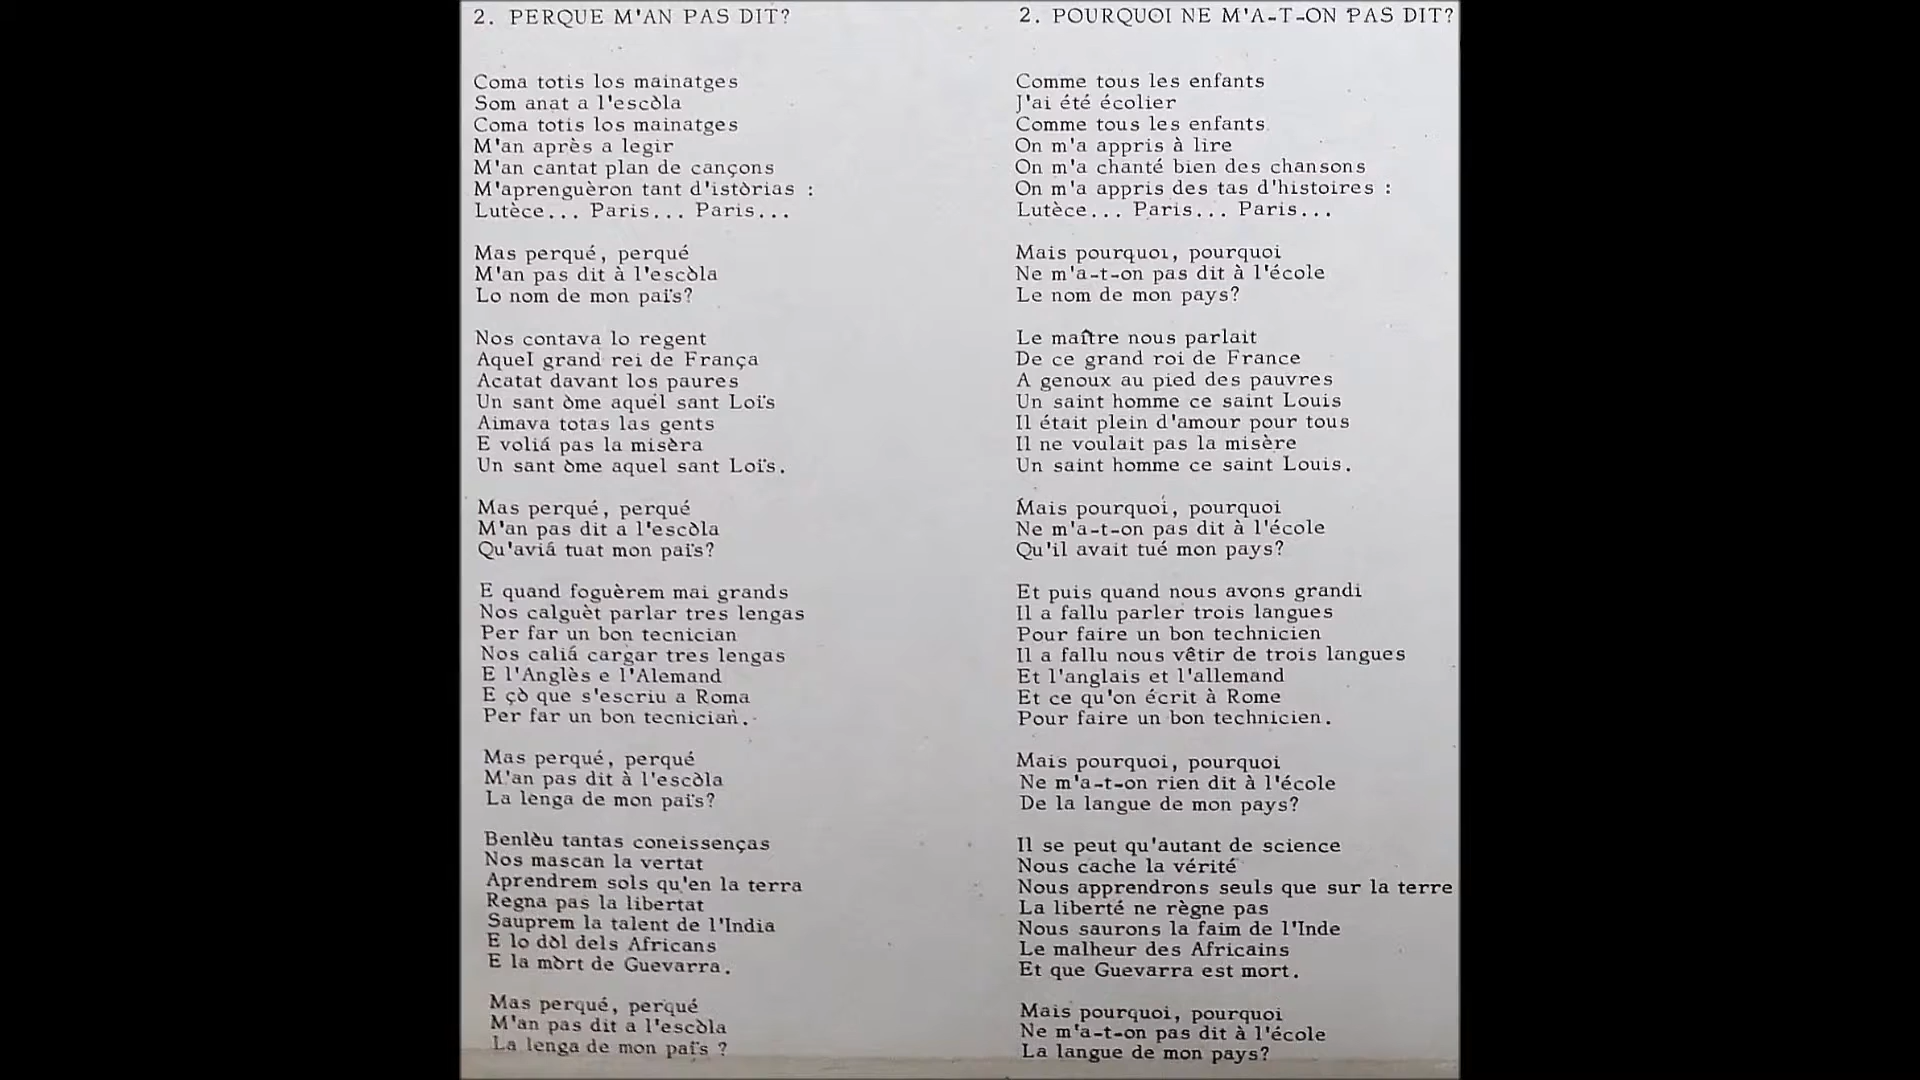 2. PERQUE M'AN PAS DIT?
Coma totis los mainatges
Som anat a l'escòla
Coma totis los mainatges
M'an après a legir
M'an cantat plan de cançons
M'aprenguèron tant d'istòrias :
Lutèce... Paris... Paris...
Mas perqué, perqué
M'an pas dit à l'escòla
Lo nom de mon païs?
Nos contava lo regent
Aquel grand rei de França
Acatat davant los paures
Un sant òme aquel sant Loïs
Aimava totas las gents
E voliá pas la misèra
Un sant òme aquel sant Loïs.
Mas perqué, perqué
M'an pas dit a l'escòla
Qu'aviá tuat mon païs?
E quand foguèrem mai grands
Nos calguèt parlar tres lengas
Per far un bon tecnician
Nos caliá cargar tres lengas
E l'Anglès e l'Alemand
E çò que s'escriu a Roma
Per far un bon tecnician.
Mas perqué, perqué
M'an pas dit à l'escòla
La lenga de mon païs?
Benlèu tantas coneissenças
Nos mascan la vertat
Aprendrem sols qu'en la terra
Regna pas la libertat
Sauprem la talent de l'India
E lo dòl dels Africans
E la mòrt de Guevarra.
Mas perqué, perqué
M'an pas dit a l'escòla
La lenga de mon païs ?
2. POURQUOI NE M'A-T-ON PAS DIT?
Comme tous les enfants
J'ai été écolier
Comme tous les enfants
On m'a appris à lire
On m'a chanté bien des chansons
On m'a appris des tas d'histoires :
Lutèce... Paris... Paris...
Mais pourquoi, pourquoi
Ne m'a-t-on pas dit à l'école
Le nom de mon pays?
Le maître nous parlait
De ce grand roi de France
A genoux au pied des pauvres
Un saint homme ce saint Louis
Il était plein d'amour pour tous
Il ne voulait pas la misère
Un saint homme ce saint Louis.
Mais pourquoi, pourquoi
Ne m'a-t-on pas dit à l'école
Qu'il avait tué mon pays?
Et puis quand nous avons grandi
Il a fallu parler trois langues
Pour faire un bon technicien
Il a fallu nous vêtir de trois langues
Et l'anglais et l'allemand
Et ce qu'on écrit à Rome
Pour faire un bon technicien.
Mais pourquoi, pourquoi
Ne m'a-t-on rien dit à l'école
De la langue de mon pays?
Il se peut qu'autant de science
Nous cache la vérité
Nous apprendrons seuls que sur la terre
La liberté ne règne pas
Nous saurons la faim de l'Inde
Le malheur des Africains
Et que Guevarra est mort.
Mais pourquoi, pourquoi
Ne m'a-t-on pas dit à l'école
La langue de mon pays?